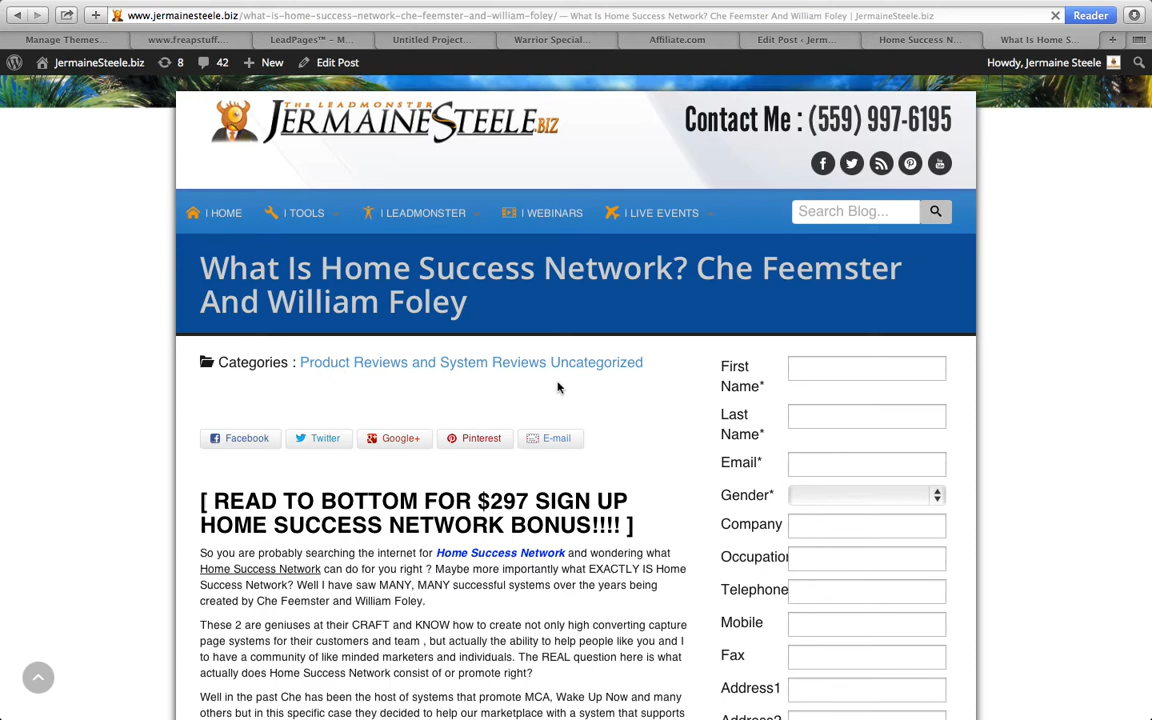 www.jermainesteele.biz/what-is-home-success-network-che-feemster-and-william-foley/ — What Is Home Success Network? Che Feemster And William Foley | JermaineSteele.biz
Reader
Manage Themes...
www.freapstuff....
LeadPages™ – M...
Untitled Project...
Warrior Special...
Affiliate.com
Edit Post ‹ Jerm...
Home Success N...
What Is Home S...
JermaineSteele.biz
8
42
New
Edit Post
Howdy, Jermaine Steele
THE LEADMONSTER
JERMAINESTEELE.BIZ
Contact Me : (559) 997-6195
| HOME
| TOOLS
| LEADMONSTER
| WEBINARS
| LIVE EVENTS
Search Blog...
What Is Home Success Network? Che Feemster
And William Foley
Categories : Product Reviews and System Reviews Uncategorized
Facebook
Twitter
Google+
Pinterest
E-mail
[ READ TO BOTTOM FOR $297 SIGN UP
HOME SUCCESS NETWORK BONUS!!!! ]
So you are probably searching the internet for Home Success Network and wondering what
Home Success Network can do for you right ? Maybe more importantly what EXACTLY IS Home
Success Network? Well I have saw MANY, MANY successful systems over the years being
created by Che Feemster and William Foley.
These 2 are geniuses at their CRAFT and KNOW how to create not only high converting capture
page systems for their customers and team , but actually the ability to help people like you and I
to have a community of like minded marketers and individuals. The REAL question here is what
actually does Home Success Network consist of or promote right?
Well in the past Che has been the host of systems that promote MCA, Wake Up Now and many
others but in this specific case they decided to help our marketplace with a system that supports
First
Name*
Last
Name*
Email*
Gender*
Company
Occupation
Telephone
Mobile
Fax
Address1
Address2